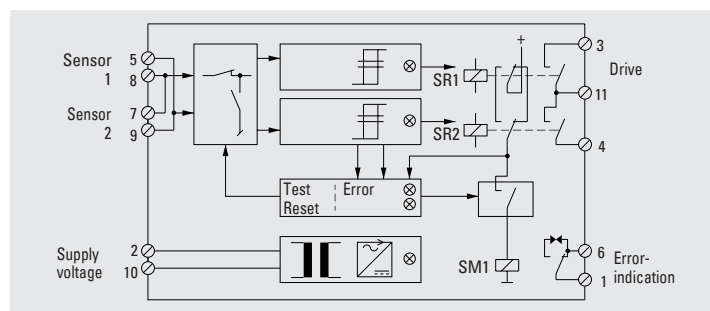 Sensor 1
5
8
Sensor 2
7
9
SR1
SR2
+
3
Drive
11
4
Test Reset
Error
Supply voltage
2
10
SM1
6
Error-indication
1